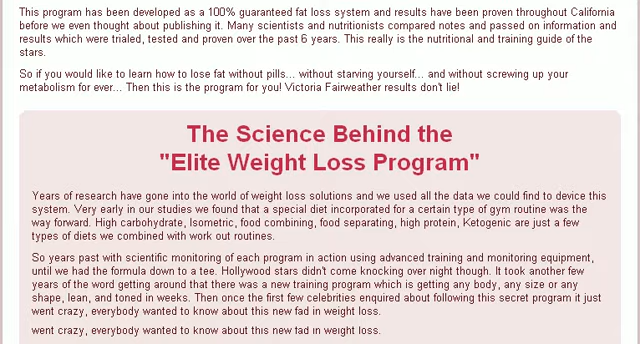 This program has been developed as a 100% guaranteed fat loss system and results have been proven throughout California
before we even thought about publishing it. Many scientists and nutritionists compared notes and passed on information and
results which were trialed, tested and proven over the past 6 years. This really is the nutritional and training guide of the
stars.
So if you would like to learn how to lose fat without pills... without starving yourself... and without screwing up your
metabolism for ever... Then this is the program for you! Victoria Fairweather results don't lie!
The Science Behind the
"Elite Weight Loss Program"
Years of research have gone into the world of weight loss solutions and we used all the data we could find to device this
system. Very early in our studies we found that a special diet incorporated for a certain type of gym routine was the
way forward. High carbohydrate, Isometric, food combining, food separating, high protein, Ketogenic are just a few
types of diets we combined with work out routines.
So years past with scientific monitoring of each program in action using advanced training and monitoring equipment,
until we had the formula down to a tee. Hollywood stars didn't come knocking over night though. It took another few
years of the word getting around that there was a new training program which is getting any body, any size or any
shape, lean, and toned in weeks. Then once the first few celebrities enquired about following this secret program it just
went crazy, everybody wanted to know about this new fad in weight loss.
went crazy, everybody wanted to know about this new fad in weight loss.